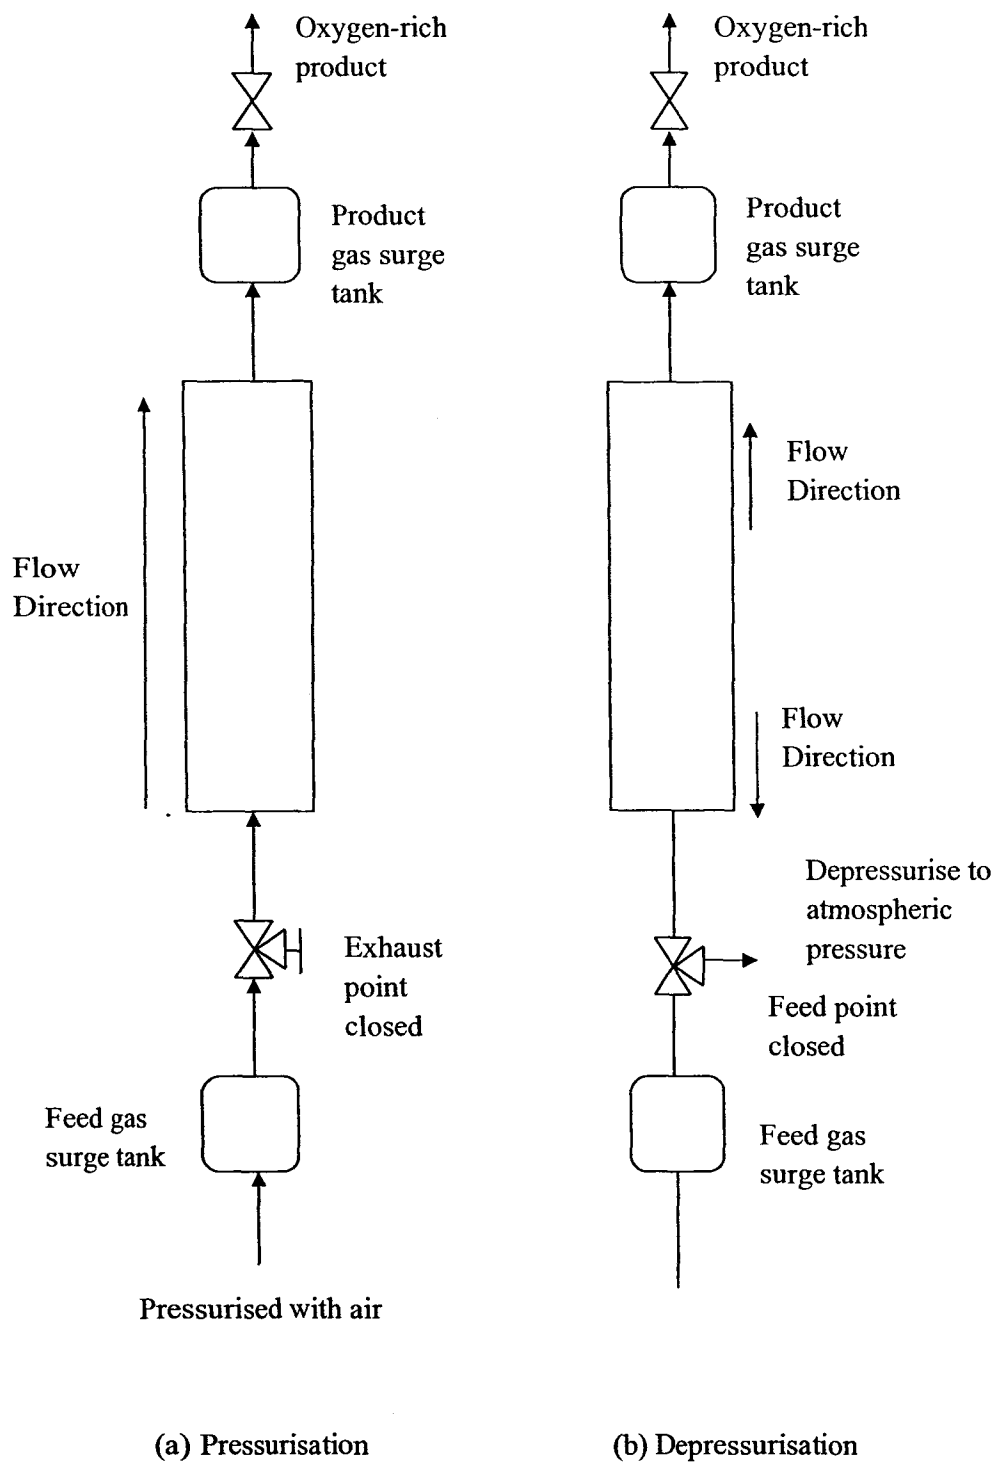 Oxygen-rich
product
Product
gas surge
tank
Flow
Direction
Exhaust
point
closed
Feed gas
surge tank
Pressurised with air
(a) Pressurisation
Oxygen-rich
product
Product
gas surge
tank
Flow
Direction
Flow
Direction
Depressurise to
atmospheric
pressure
Feed point
closed
Feed gas
surge tank
(b) Depressurisation